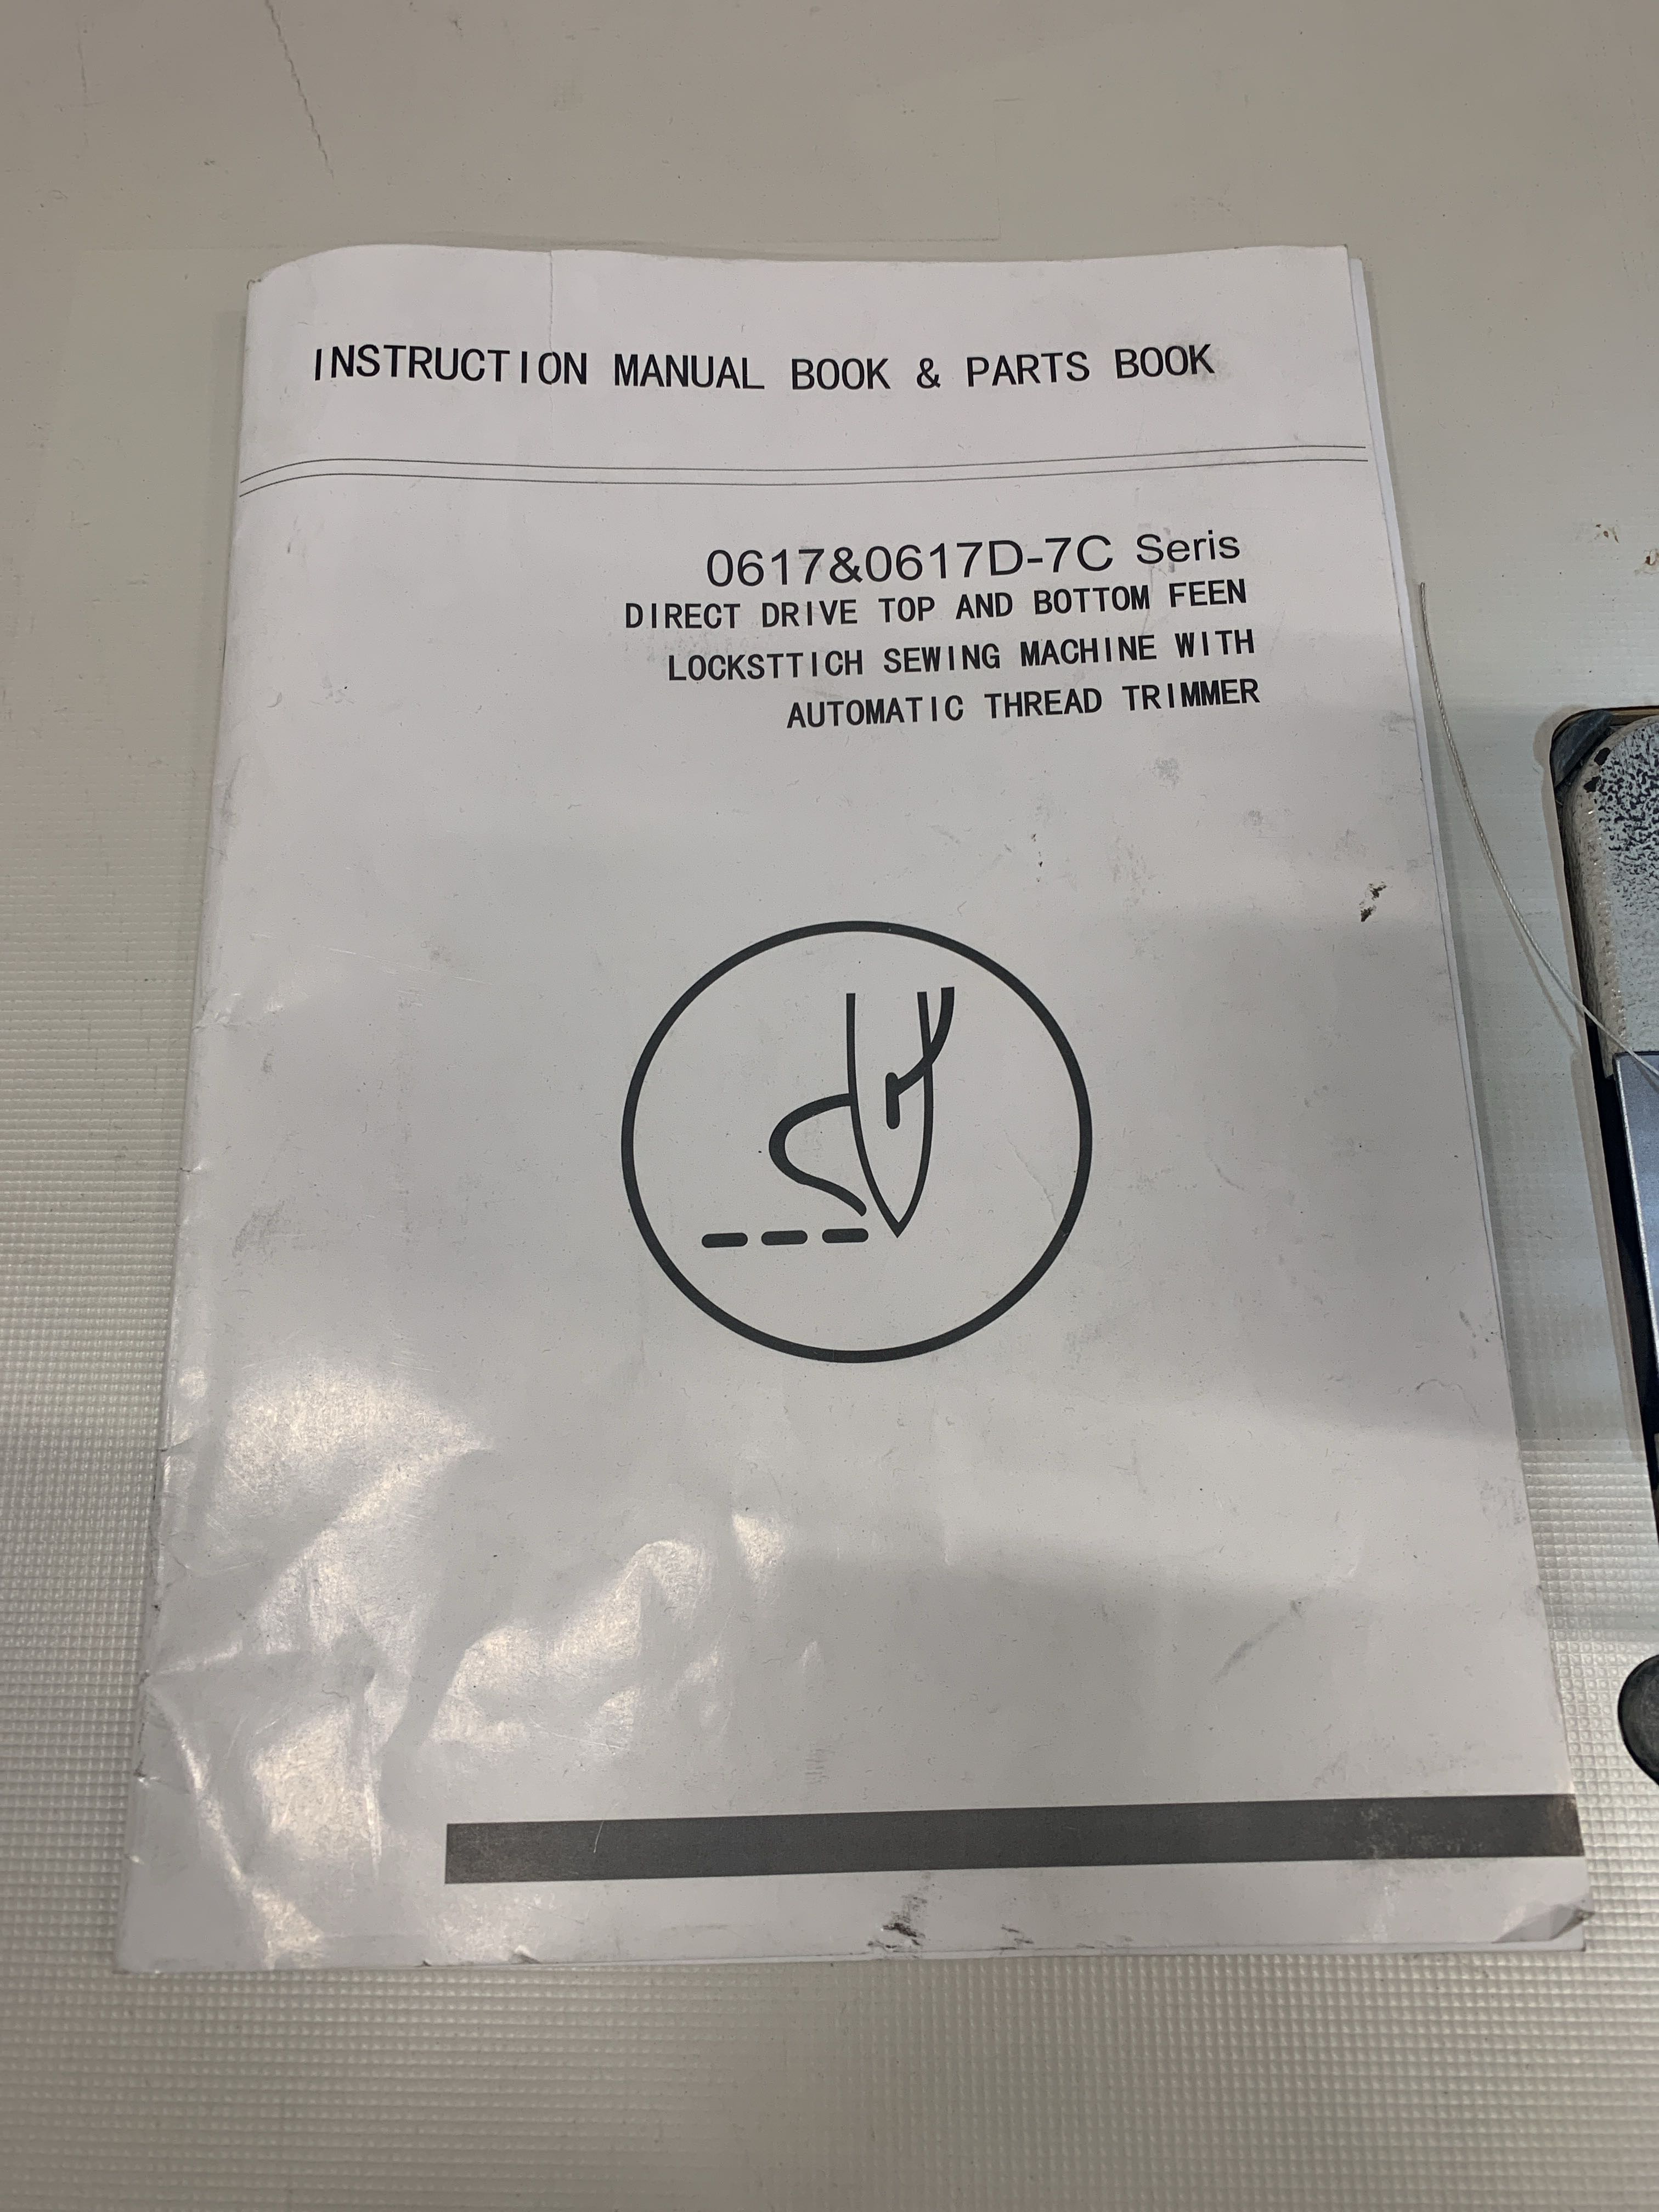 INSTRUCTION MANUAL BOOK & PARTS BOOK
0617&0617D-7C Seris
DIRECT DRIVE TOP AND BOTTOM FEEN
LOCKSTTICH SEWING MACHINE WITH
AUTOMATIC THREAD TRIMMER